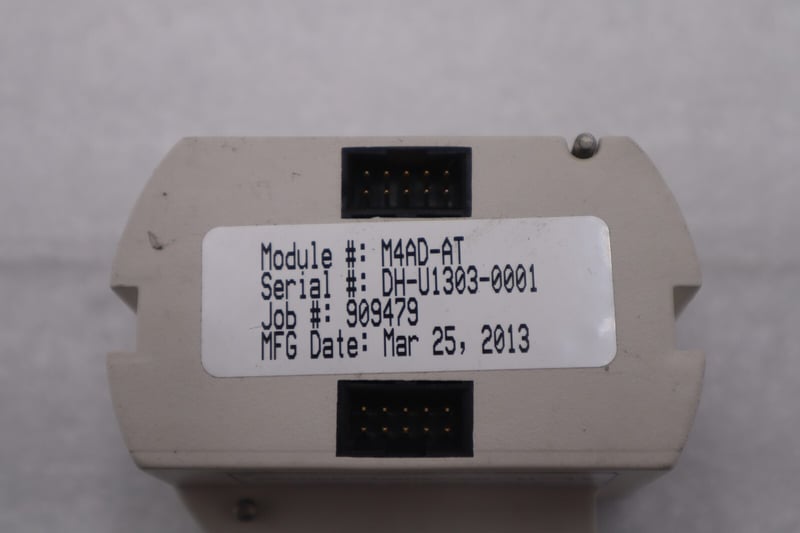 Module #: M4AD-AT
Serial #: DH-U1303-0001
Job #: 909479
MFG Date: Mar 25, 2013